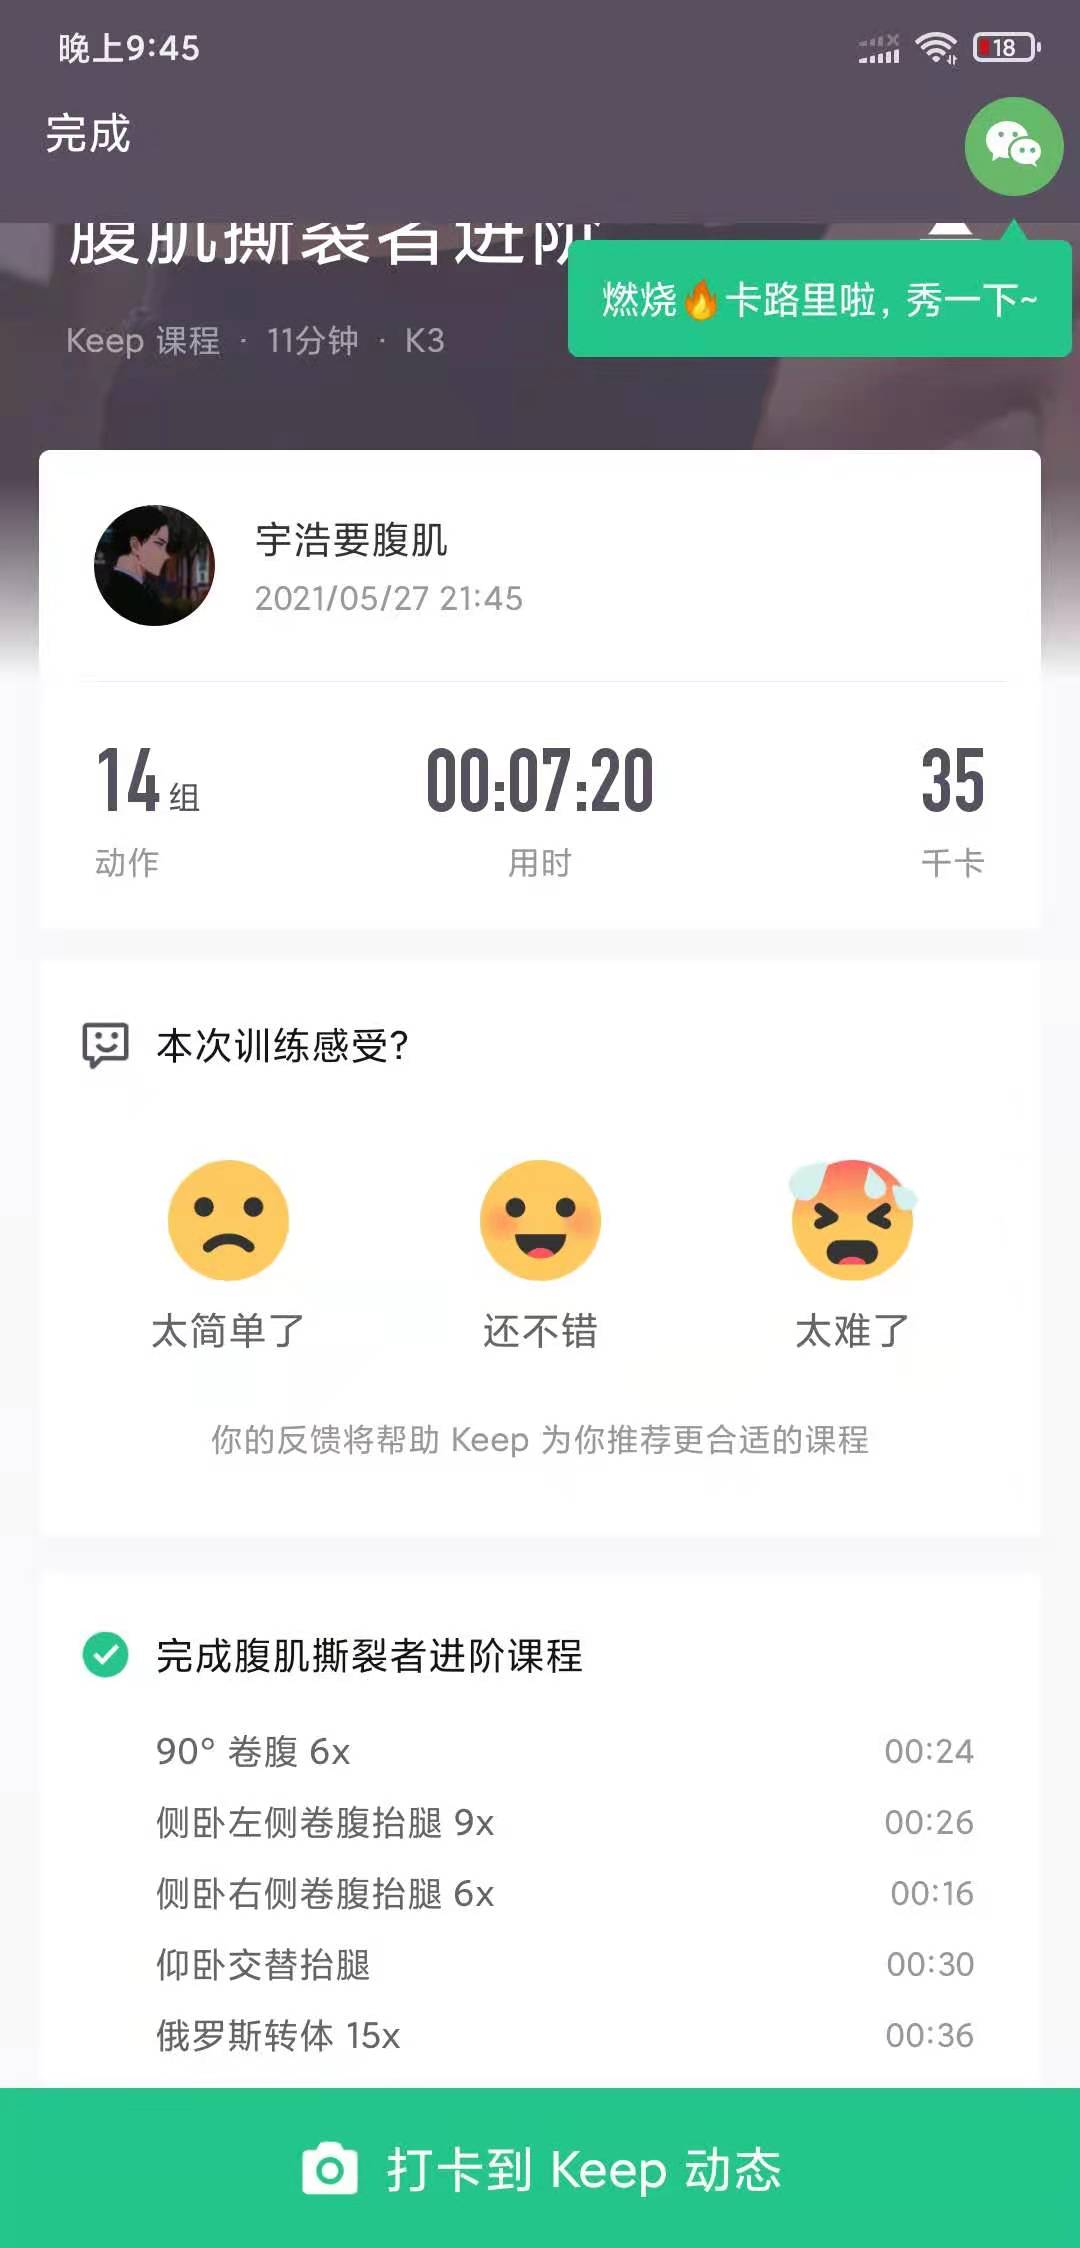 晚上9:45
18
完成
腹肌撕裂者进阶
燃烧🔥卡路里啦，秀一下~
Keep 课程 · 11分钟 · K3
宇浩要腹肌
2021/05/27 21:45
14组 00:07:20 35
动作 用时 千卡
本次训练感受?
太简单了 还不错 太难了
你的反馈将帮助 Keep 为你推荐更合适的课程
完成腹肌撕裂者进阶课程
90° 卷腹 6x 00:24
侧卧左侧卷腹抬腿 9x 00:26
侧卧右侧卷腹抬腿 6x 00:16
仰卧交替抬腿 00:30
俄罗斯转体 15x 00:36
打卡到 Keep 动态